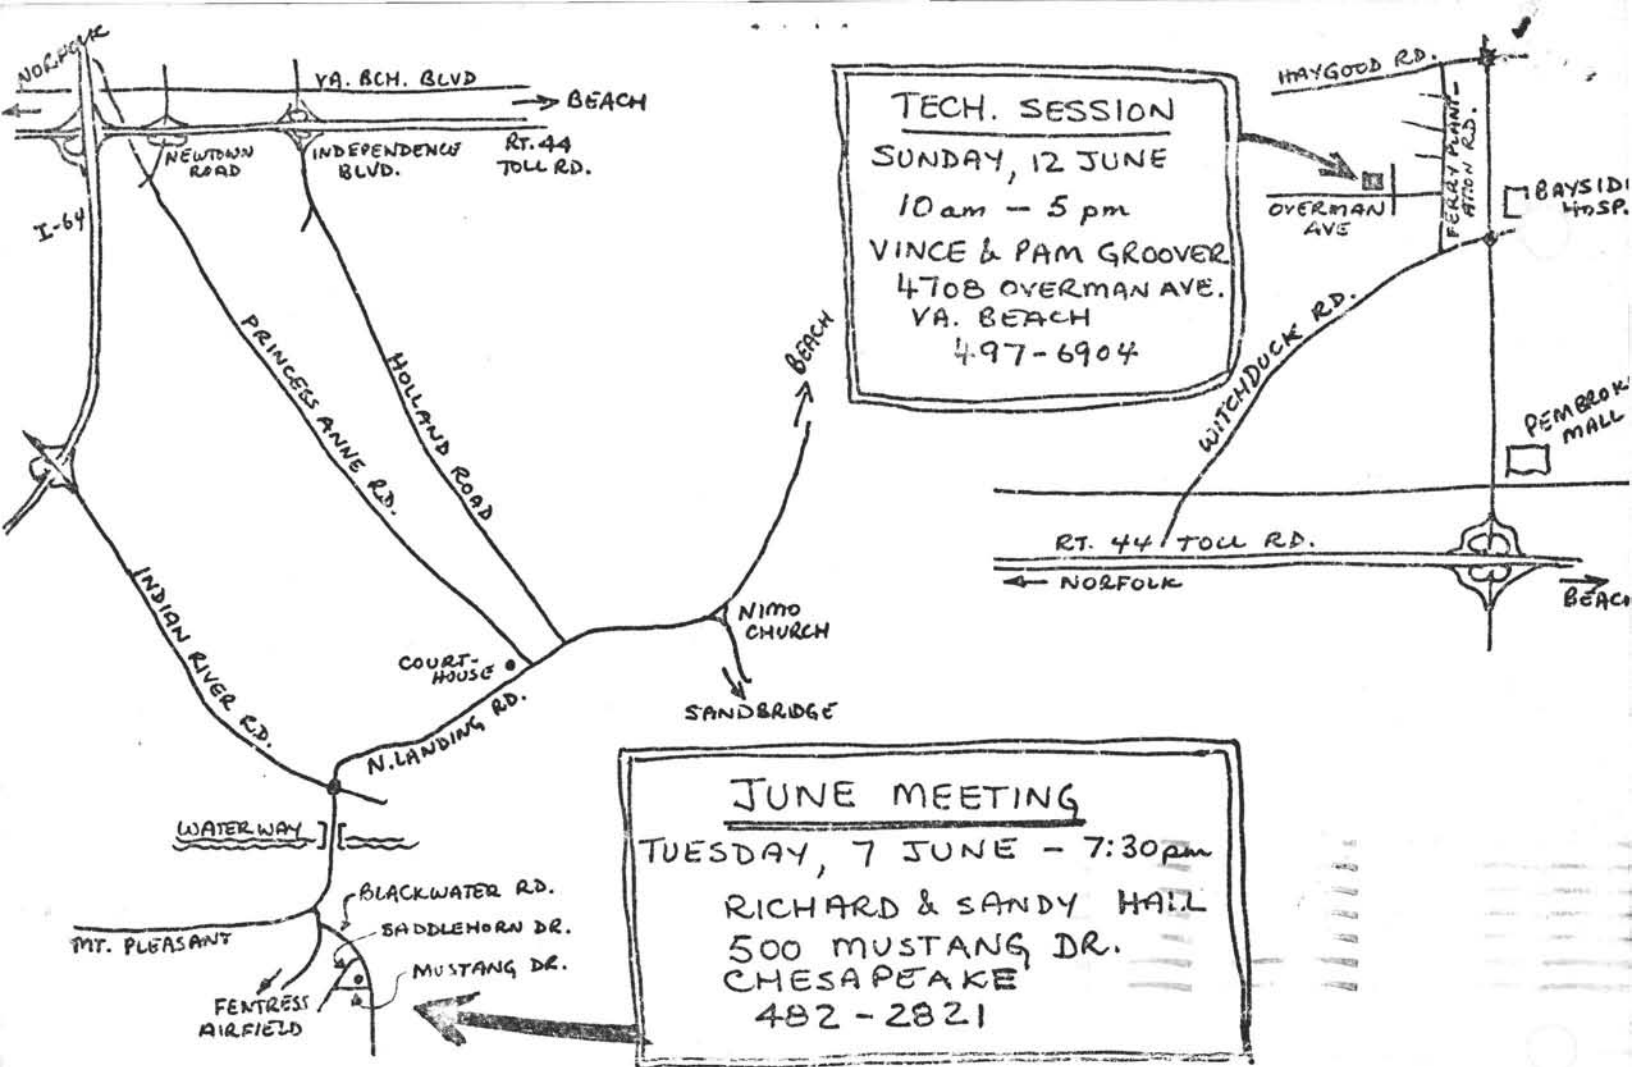 NORFOLK
VA. BCH. BLVD
BEACH
NEWTOWN
ROAD
INDEPENDENCE
BLVD.
RT. 44
TOLL RD.
I-64
PRINCESS ANNE RD.
HOLLAND ROAD
BEACH
INDIAN RIVER RD.
COURT-
HOUSE
NIMO
CHURCH
SANDBRIDGE
N. LANDING RD.
WATERWAY
BLACKWATER RD.
SADDLEHORN DR.
MT. PLEASANT
MUSTANG DR.
FENTRESS
AIRFIELD
TECH. SESSION
SUNDAY, 12 JUNE
10 am - 5 pm
VINCE & PAM GROOVER
4708 OVERMAN AVE.
VA. BEACH
497-6904
HAYGOOD RD.
FERRY PLANT-
ATION RD.
BAYSID
HOSP.
OVERMAN
AVE
WITCHDUCK RD.
PEMBROK
MALL
RT. 44 TOLL RD.
NORFOLK
BEAC
JUNE MEETING
TUESDAY, 7 JUNE - 7:30pm
RICHARD & SANDY HALL
500 MUSTANG DR.
CHESAPEAKE
482-2821